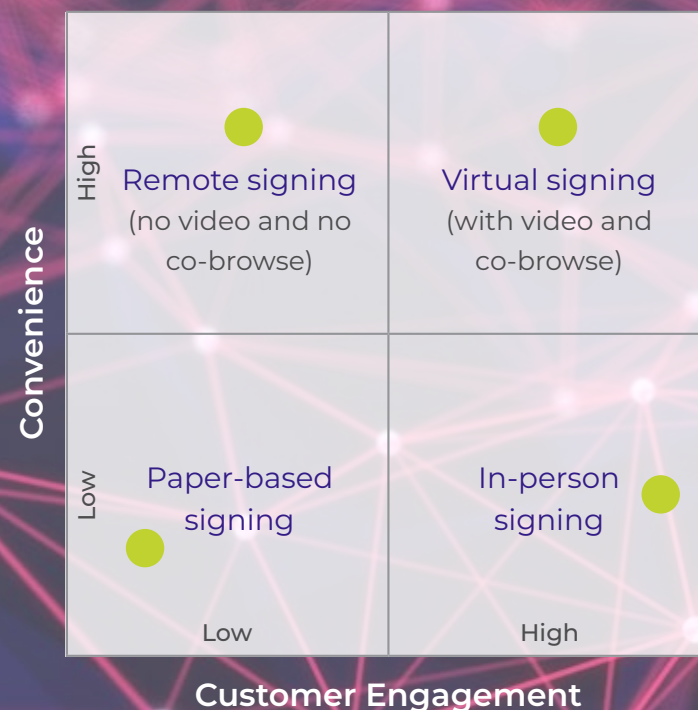 Convenience
High
Remote signing
(no video and no
co-browse)
Virtual signing
(with video and
co-browse)
Low
Paper-based
signing
In-person
signing
Low
High
Customer Engagement